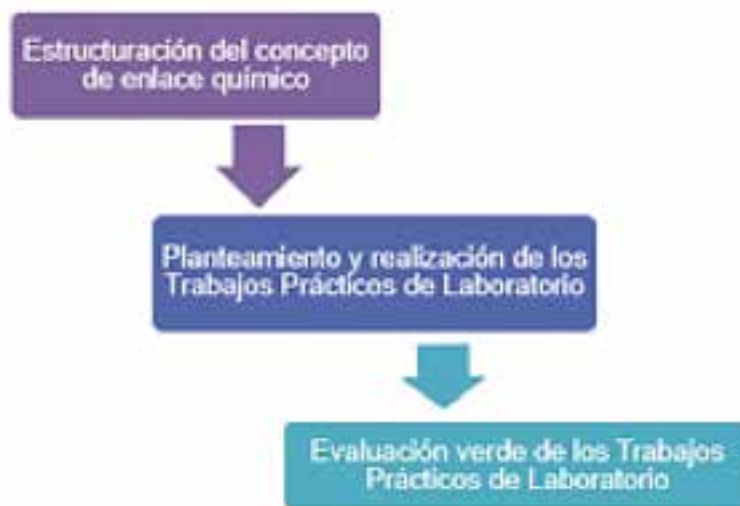 Estructuración del concepto
de enlace químico
Planteamiento y realización de los
Trabajos Prácticos de Laboratorio
Evaluación verde de los Trabajos
Prácticos de Laboratorio